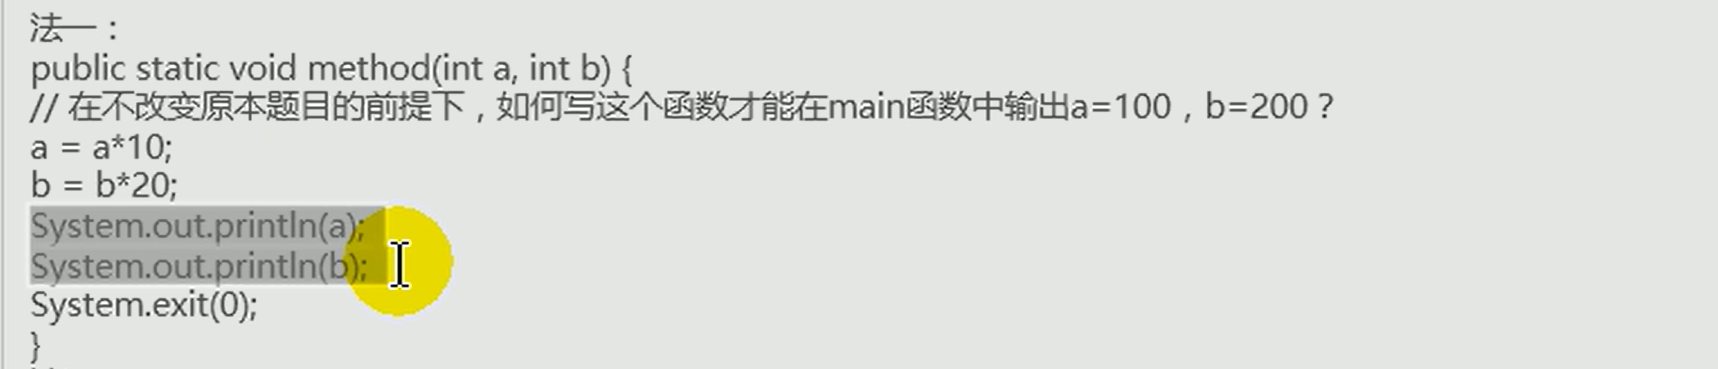 法一：
public static void method(int a, int b) {
// 在不改变原本题目的前提下，如何写这个函数才能在main函数中输出a=100，b=200？
a = a*10;
b = b*20;
System.out.println(a);
System.out.println(b);
System.exit(0);
}